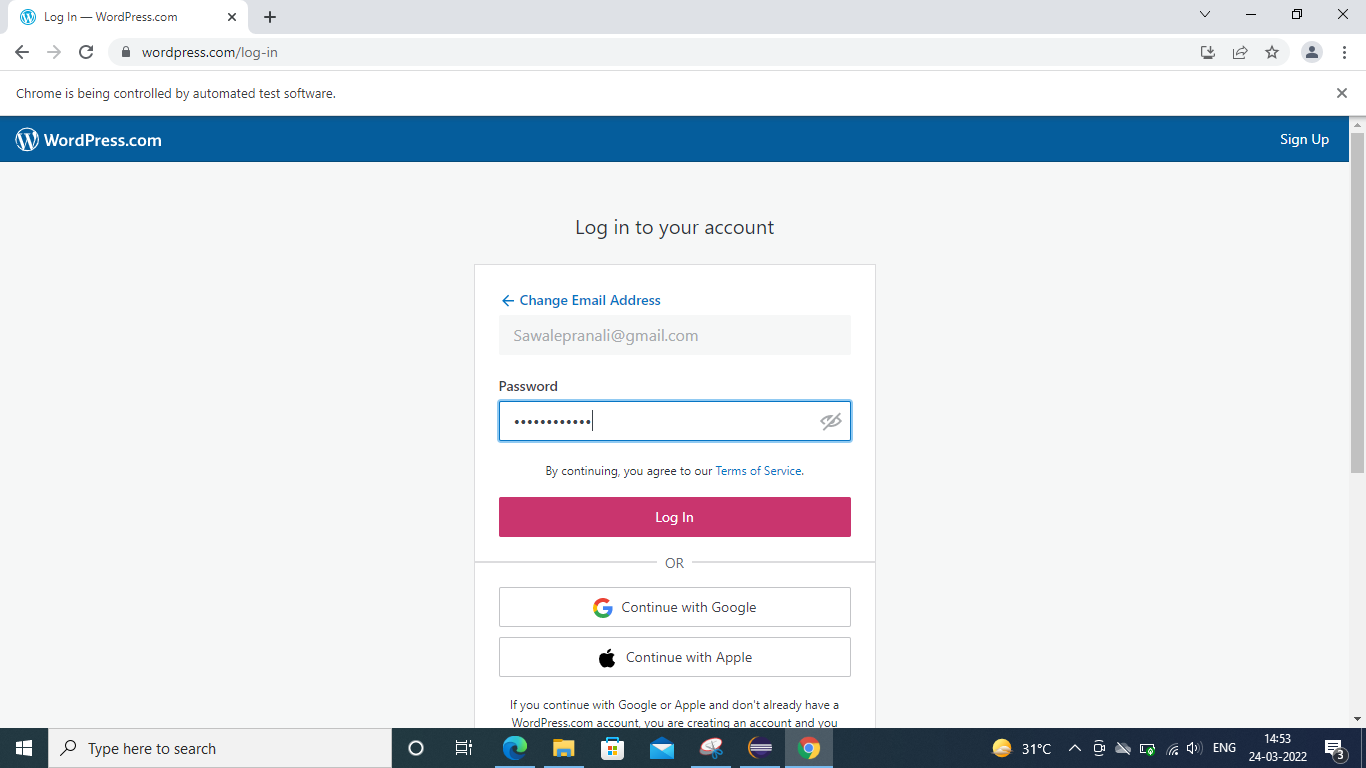 Log In — WordPress.com
wordpress.com/log-in
Chrome is being controlled by automated test software.
WordPress.com
Sign Up
Log in to your account
Change Email Address
Sawalepranali@gmail.com
Password
••••••••••••
By continuing, you agree to our Terms of Service.
Log In
OR
Continue with Google
Continue with Apple
If you continue with Google or Apple and don't already have a
WordPress.com account, you are creating an account and you
Type here to search
31°C
ENG
14:53
24-03-2022
3